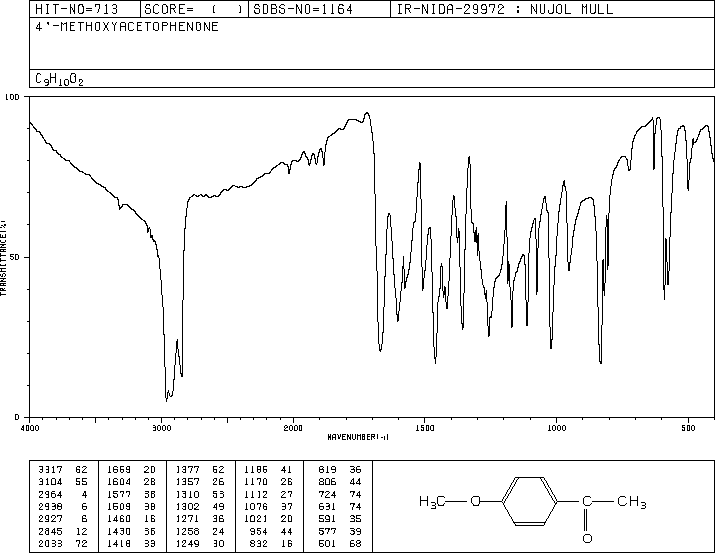 HIT-NO=713 SCORE= ( ) SDBS-NO=1164 IR-NIDA-29972 : NUJOL MULL
4'-METHOXYACETOPHENONE
C9H10O2
100
TRANSMITTANCE(%)
50
0
4000 3000 2000 1500 1000 500
WAVENUMBER(-1)
3317 62 1669 20 1377 52 1186 41 819 36
3104 55 1604 28 1357 26 1170 26 806 44
2964 4 1577 38 1310 53 1112 27 724 74
2938 6 1509 38 1302 49 1076 37 631 74
2927 6 1460 16 1271 36 1021 20 591 35
2845 12 1430 36 1258 24 954 44 577 39
2033 72 1418 33 1249 30 832 16 501 68
H3C O C CH3
O